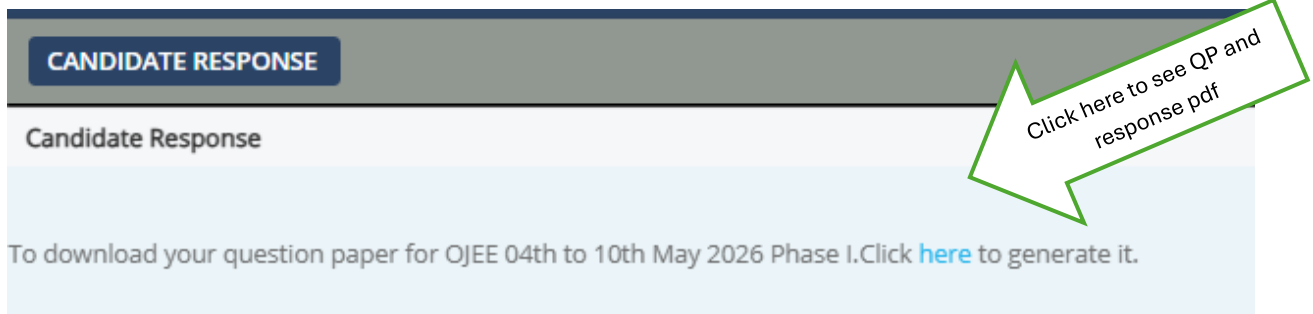 CANDIDATE RESPONSE
Click here to see QP and
response pdf
Candidate Response
To download your question paper for OJEE 04th to 10th May 2026 Phase I.Click here to generate it.